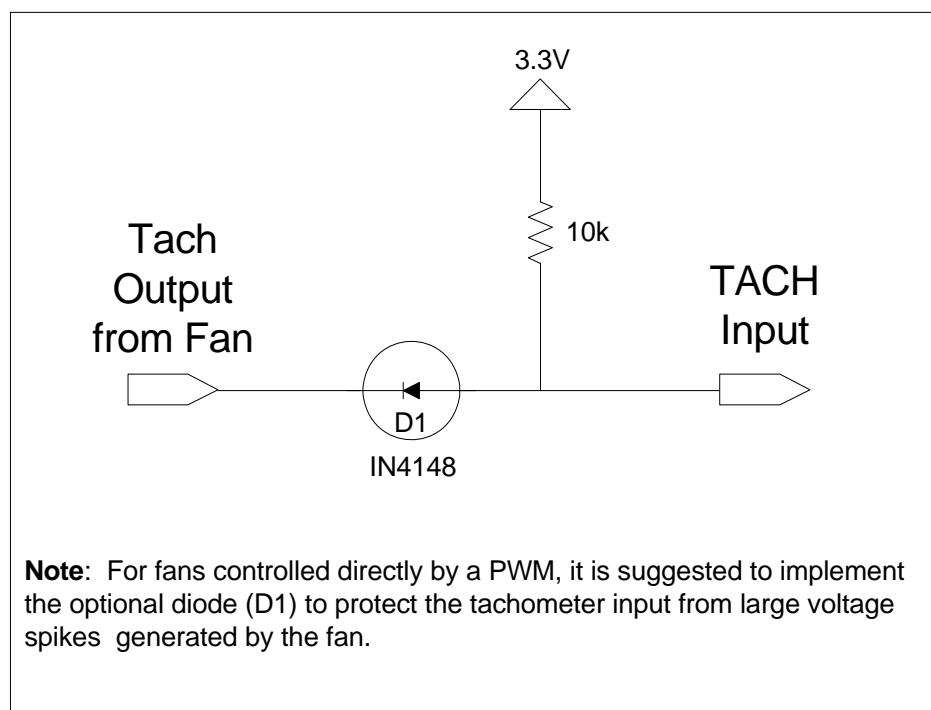 3.3V
10k
Tach
Output
from Fan
TACH
Input
D1
IN4148
Note: For fans controlled directly by a PWM, it is suggested to implement
the optional diode (D1) to protect the tachometer input from large voltage
spikes generated by the fan.